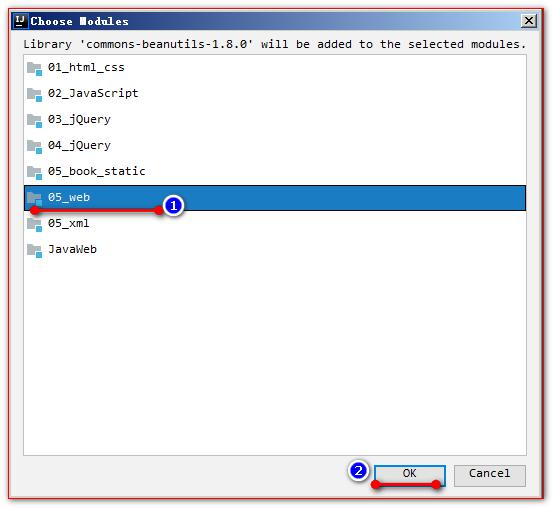 Choose Modules
Library 'commons-beanutils-1.8.0' will be added to the selected modules.
01_html_css
02_JavaScript
03_jQuery
04_jQuery
05_book_static
05_web
1
05_xml
JavaWeb
2
OK
Cancel